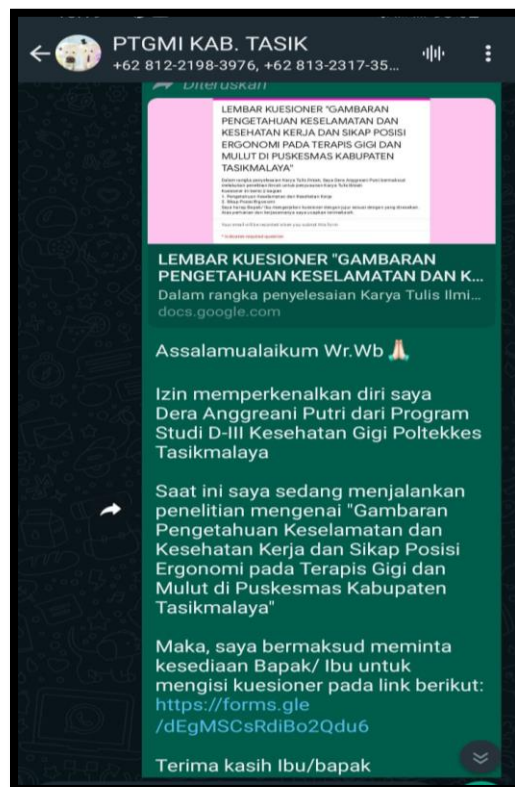 PTGMI KAB. TASIK
+62 812-2198-3976, +62 813-2317-35...
Diteruskan
LEMBAR KUESIONER "GAMBARAN
PENGETAHUAN KESELAMATAN DAN
KESEHATAN KERJA DAN SIKAP POSISI
ERGONOMI PADA TERAPIS GIGI DAN
MULUT DI PUSKESMAS KABUPATEN
TASIKMALAYA"
LEMBAR KUESIONER "GAMBARAN
PENGETAHUAN KESELAMATAN DAN K...
Dalam rangka penyelesaian Karya Tulis Ilmi...
docs.google.com
Assalamualaikum Wr.Wb 🙏🏻
Izin memperkenalkan diri saya
Dera Anggreani Putri dari Program
Studi D-III Kesehatan Gigi Poltekkes
Tasikmalaya
Saat ini saya sedang menjalankan
penelitian mengenai "Gambaran
Pengetahuan Keselamatan dan
Kesehatan Kerja dan Sikap Posisi
Ergonomi pada Terapis Gigi dan
Mulut di Puskesmas Kabupaten
Tasikmalaya"
Maka, saya bermaksud meminta
kesediaan Bapak/ Ibu untuk
mengisi kuesioner pada link berikut:
https://forms.gle
/dEgMSCsRdiBo2Qdu6
Terima kasih Ibu/bapak